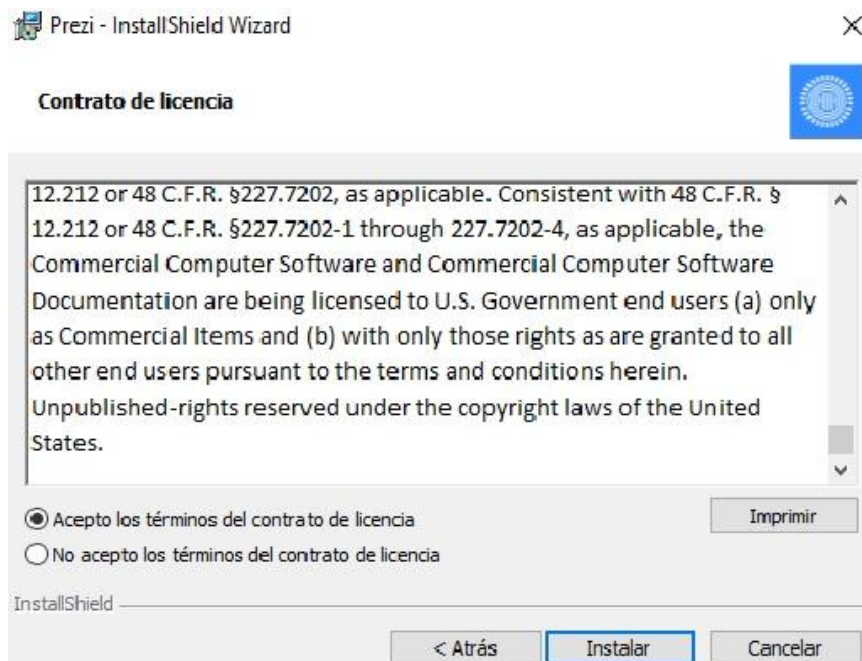 Prezi - InstallShield Wizard
Contrato de licencia
12.212 or 48 C.F.R. §227.7202, as applicable. Consistent with 48 C.F.R. §
12.212 or 48 C.F.R. §227.7202-1 through 227.7202-4, as applicable, the
Commercial Computer Software and Commercial Computer Software
Documentation are being licensed to U.S. Government end users (a) only
as Commercial Items and (b) with only those rights as are granted to all
other end users pursuant to the terms and conditions herein.
Unpublished-rights reserved under the copyright laws of the United
States.
Acepto los términos del contrato de licencia
Imprimir
No acepto los términos del contrato de licencia
InstallShield
< Atrás
Instalar
Cancelar